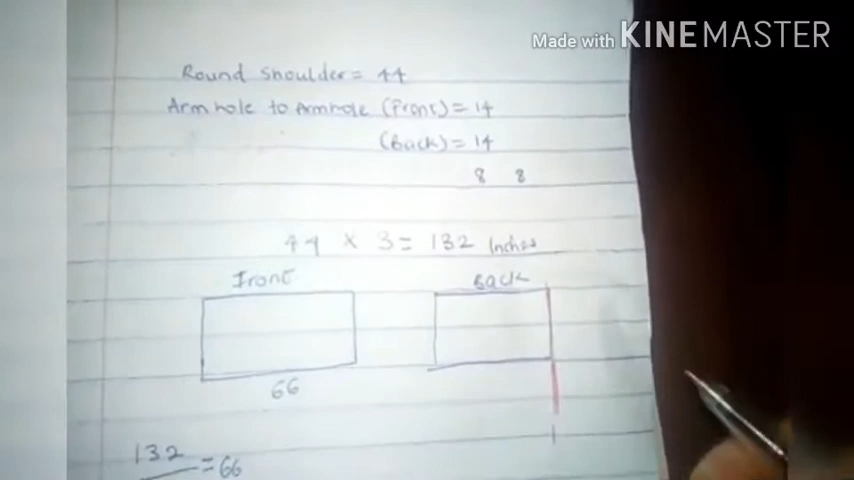 Made with KINEMASTER
Round Shoulder = 44
Armhole to Armhole (Front) = 14
(Back) = 14
8 8
44 x 3 = 132 Inches
Front Back
66
132 = 66